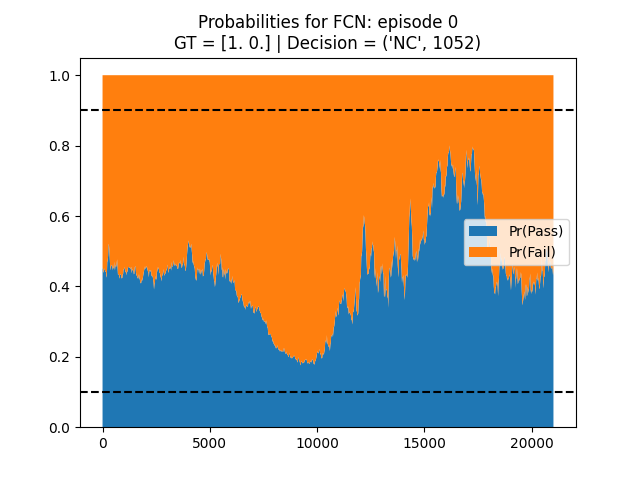 Probabilities for FCN: episode 0
GT = [1. 0.] | Decision = ('NC', 1052)
1.0
0.8
0.6
0.4
0.2
0.0
Pr(Pass)
Pr(Fail)
0 5000 10000 15000 20000